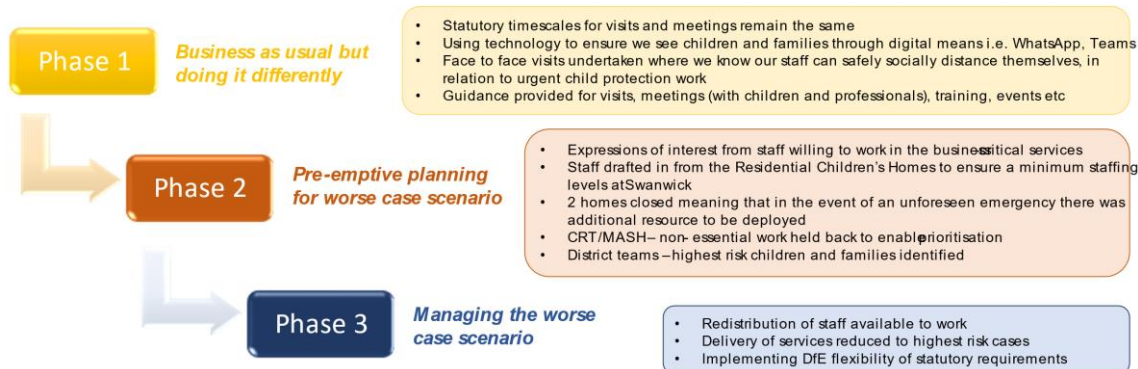 Phase 1
Business as usual but
doing it differently
• Statutory timescales for visits and meetings remain the same
• Using technology to ensure we see children and families through digital means i.e. WhatsApp, Teams
• Face to face visits undertaken where we know our staff can safely socially distance themselves, in
relation to urgent child protection work
• Guidance provided for visits, meetings (with children and professionals), training, events etc
Phase 2
Pre-emptive planning
for worse case scenario
• Expressions of interest from staff willing to work in the business-critical services
• Staff drafted in from the Residential Children's Homes to ensure a minimum staffing
levels at Swanwick
• 2 homes closed meaning that in the event of an unforeseen emergency there was
additional resource to be deployed
• CRT/MASH – non- essential work held back to enable prioritisation
• District teams – highest risk children and families identified
Phase 3
Managing the worse
case scenario
• Redistribution of staff available to work
• Delivery of services reduced to highest risk cases
• Implementing DfE flexibility of statutory requirements